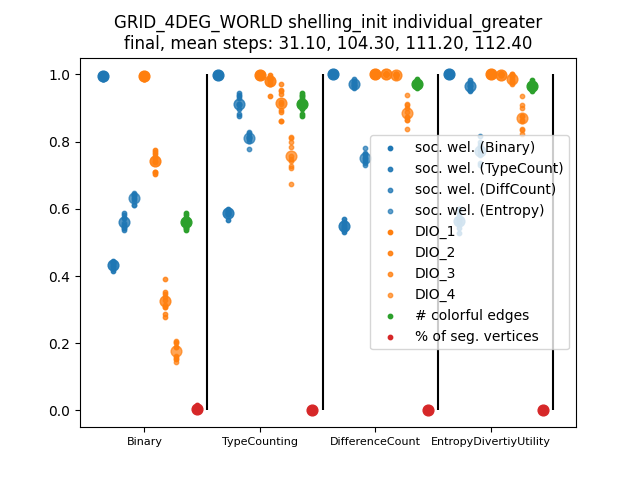 GRID_4DEG_WORLD shelling_init individual_greater
final, mean steps: 31.10, 104.30, 111.20, 112.40
1.0
0.8
0.6
0.4
0.2
0.0
soc. wel. (Binary)
soc. wel. (TypeCount)
soc. wel. (DiffCount)
soc. wel. (Entropy)
DIO_1
DIO_2
DIO_3
DIO_4
# colorful edges
% of seg. vertices
Binary
TypeCounting
DifferenceCount
EntropyDivertiyUtility